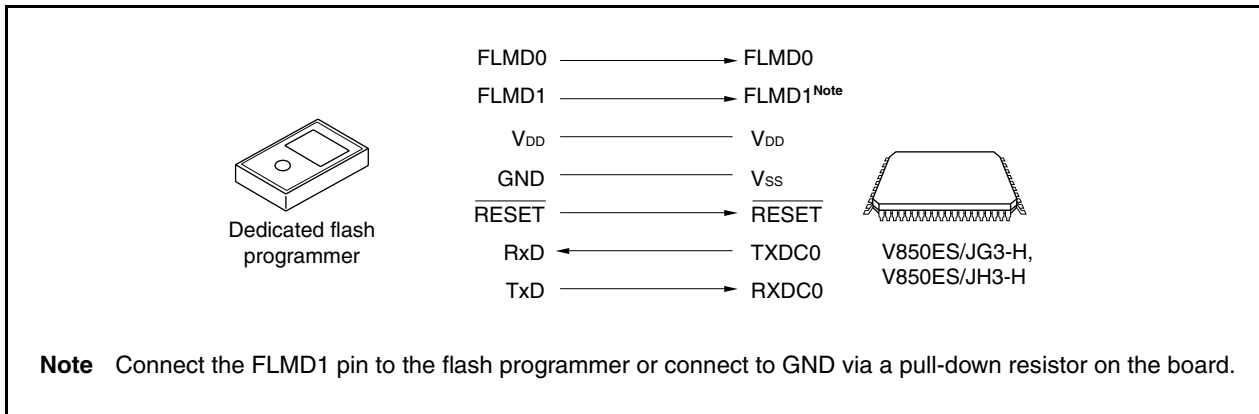 FLMD0 FLMD0
FLMD1 FLMD1Note
VDD VDD
GND VSS
RESET RESET
RxD TXDC0
TxD RXDC0
Dedicated flash
programmer
V850ES/JG3-H,
V850ES/JH3-H
Note Connect the FLMD1 pin to the flash programmer or connect to GND via a pull-down resistor on the board.